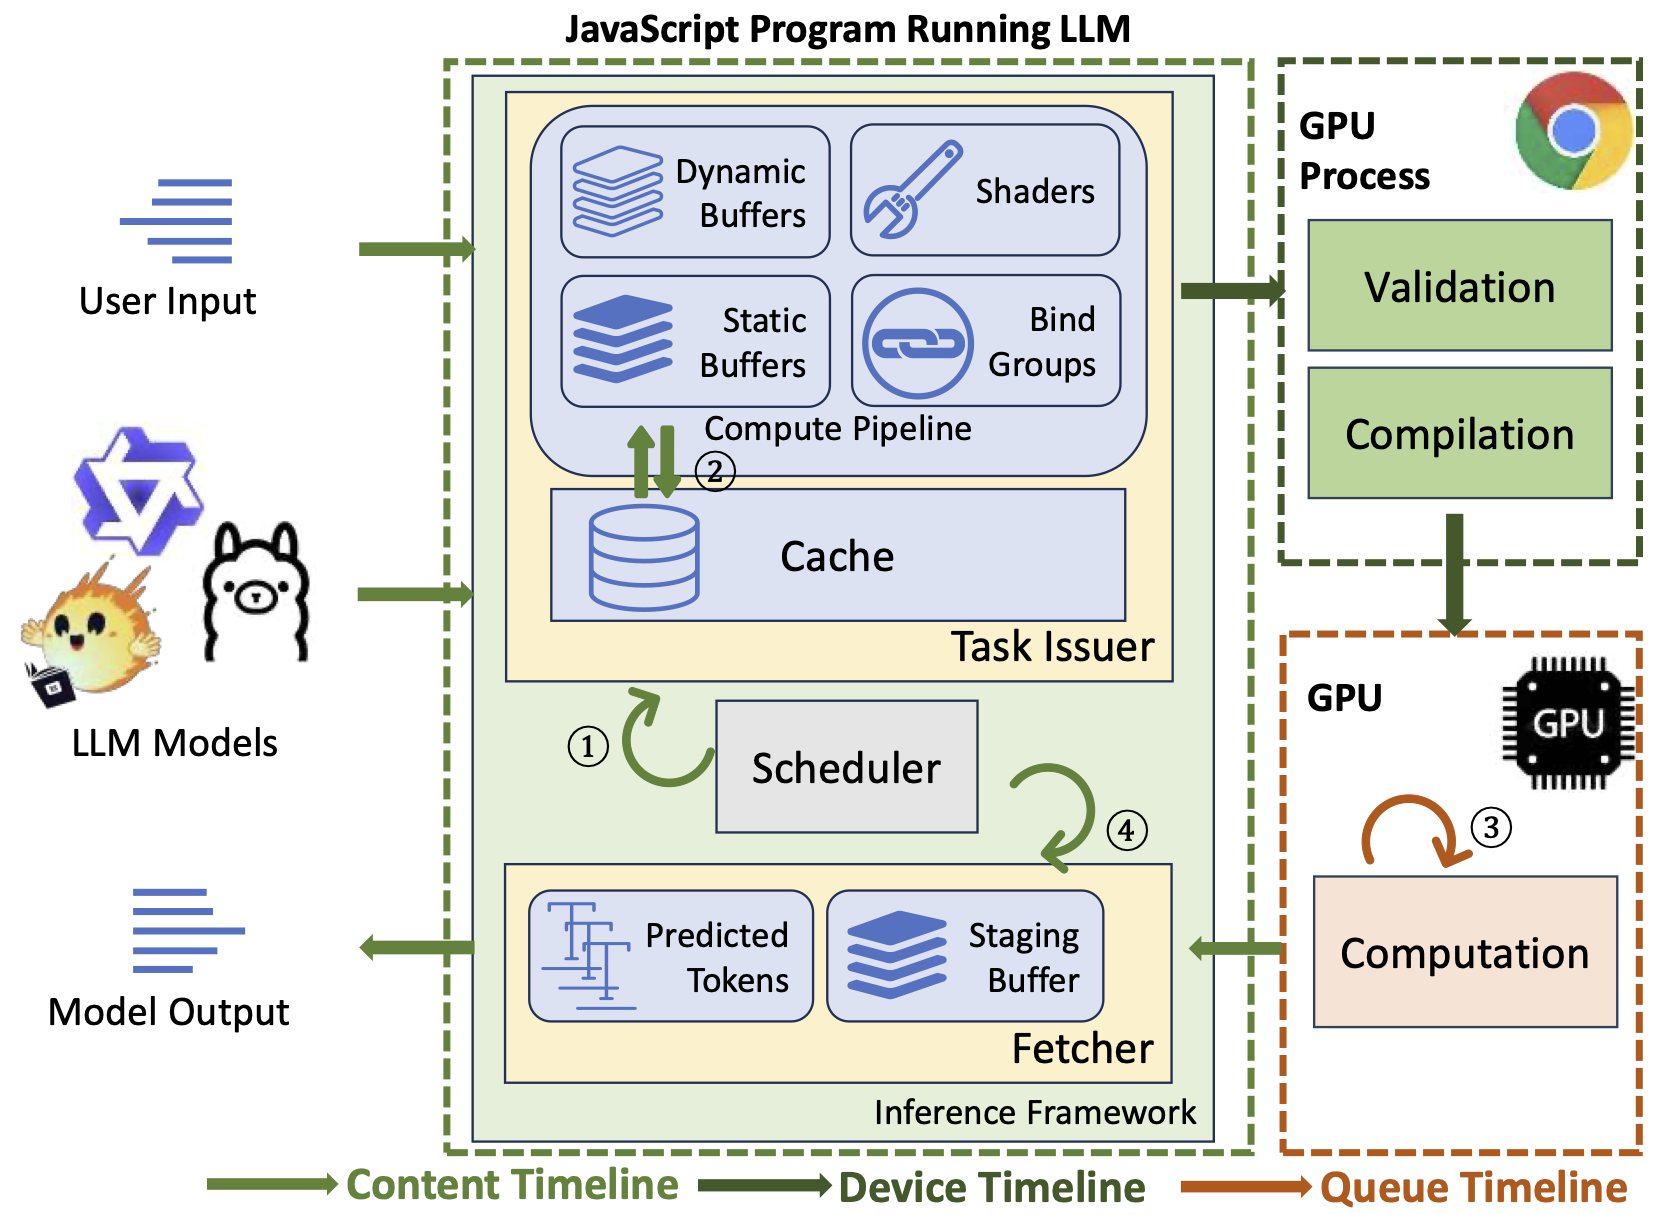 JavaScript Program Running LLM
User Input
LLM Models
Model Output
Dynamic
Buffers
Shaders
Static
Buffers
Bind
Groups
Compute Pipeline
②
Cache
Task Issuer
①
Scheduler
④
Predicted
Tokens
Staging
Buffer
Fetcher
Inference Framework
GPU
Process
Validation
Compilation
GPU
GPU
③
Computation
Content Timeline
Device Timeline
Queue Timeline